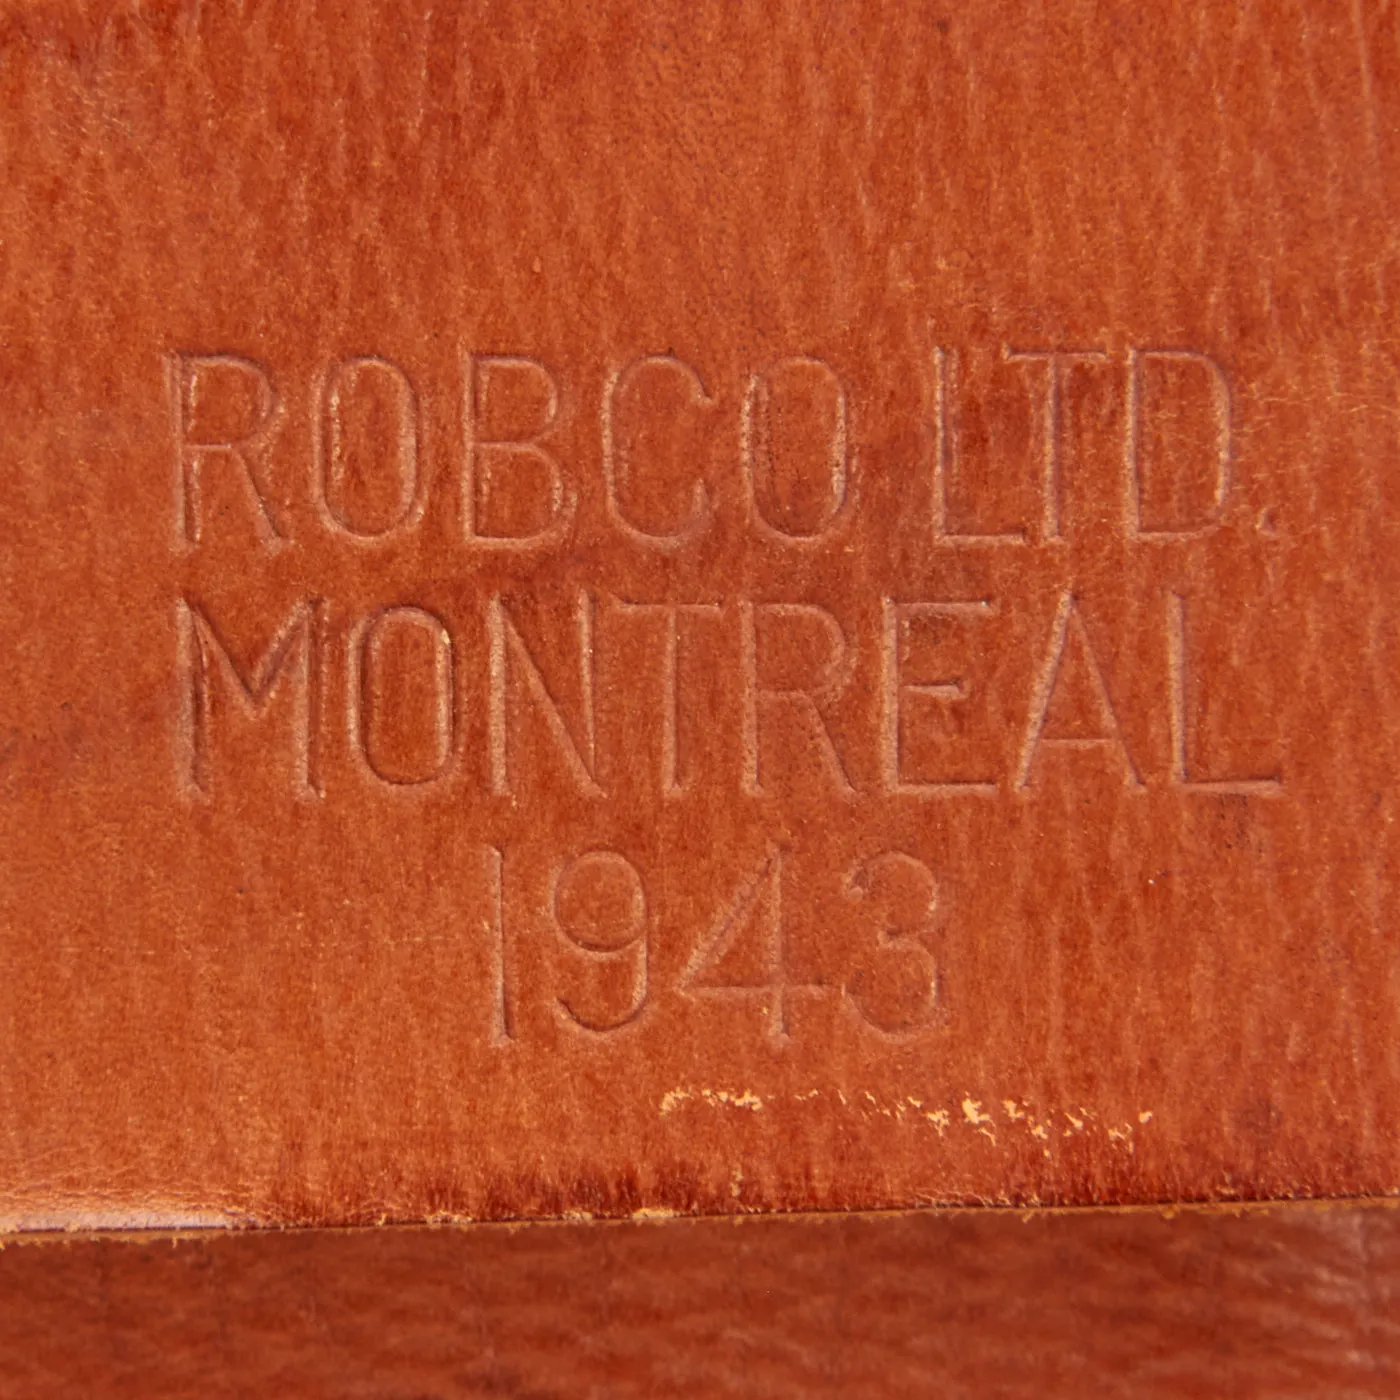 ROBCO LTD.
MONTREAL
1943